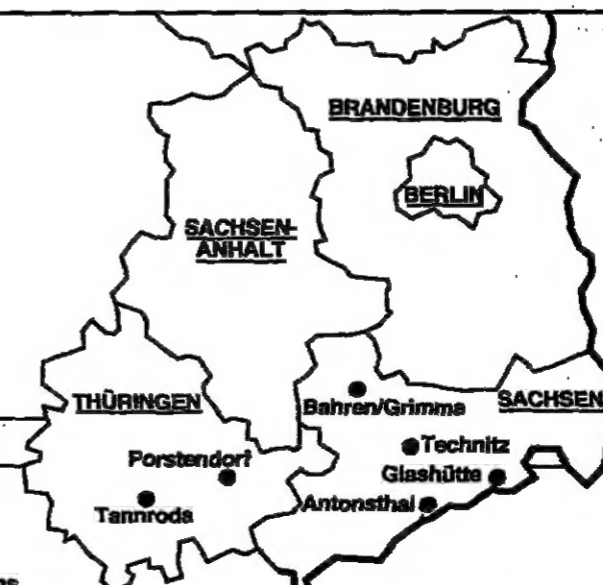 BRANDENBURG
BERLIN
SACHSEN-
ANHALT
THÜRINGEN
SACHSEN
Bahren/Grimma
Technitz
Porstendorf
Glashütte
Tannroda
Antonsthal